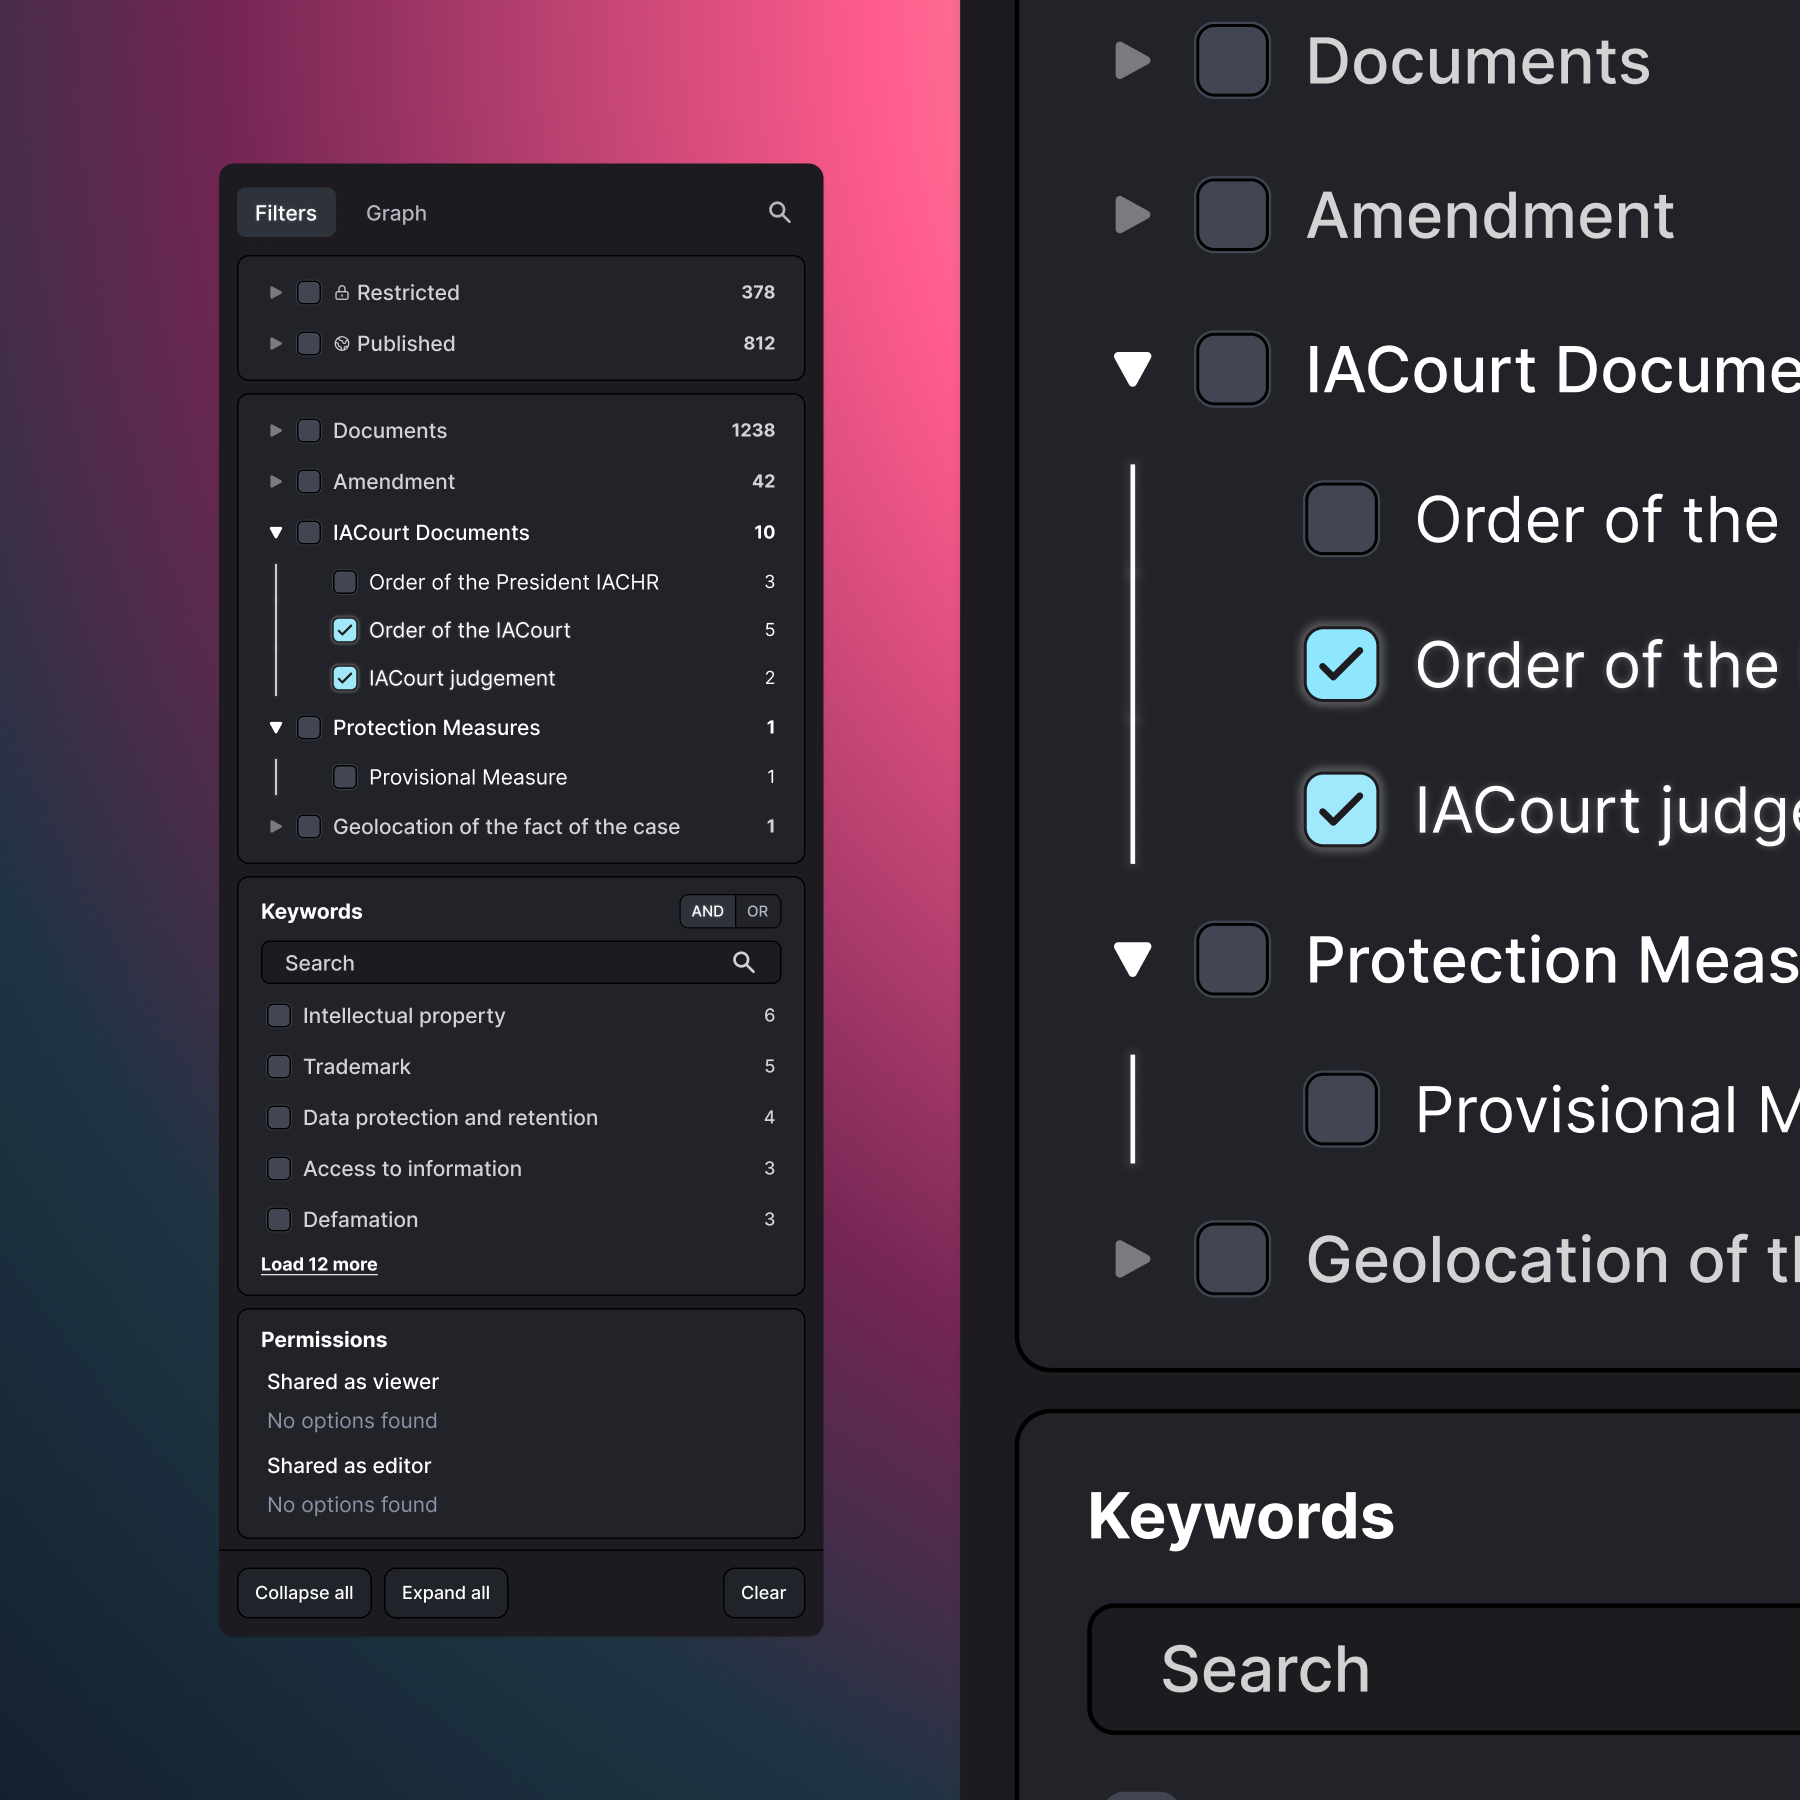 Filters Graph
Restricted 378
Published 812
Documents 1238
Amendment 42
IACourt Documents 10
Order of the President IACHR 3
Order of the IACourt 5
IACourt judgement 2
Protection Measures 1
Provisional Measure 1
Geolocation of the fact of the case 1
Keywords AND OR
Search
Intellectual property 6
Trademark 5
Data protection and retention 4
Access to information 3
Defamation 3
Load 12 more
Permissions
Shared as viewer
No options found
Shared as editor
No options found
Collapse all Expand all Clear
Documents
Amendment
IACourt Docume
Order of the
Order of the
IACourt judge
Protection Meas
Provisional M
Geolocation of th
Keywords
Search